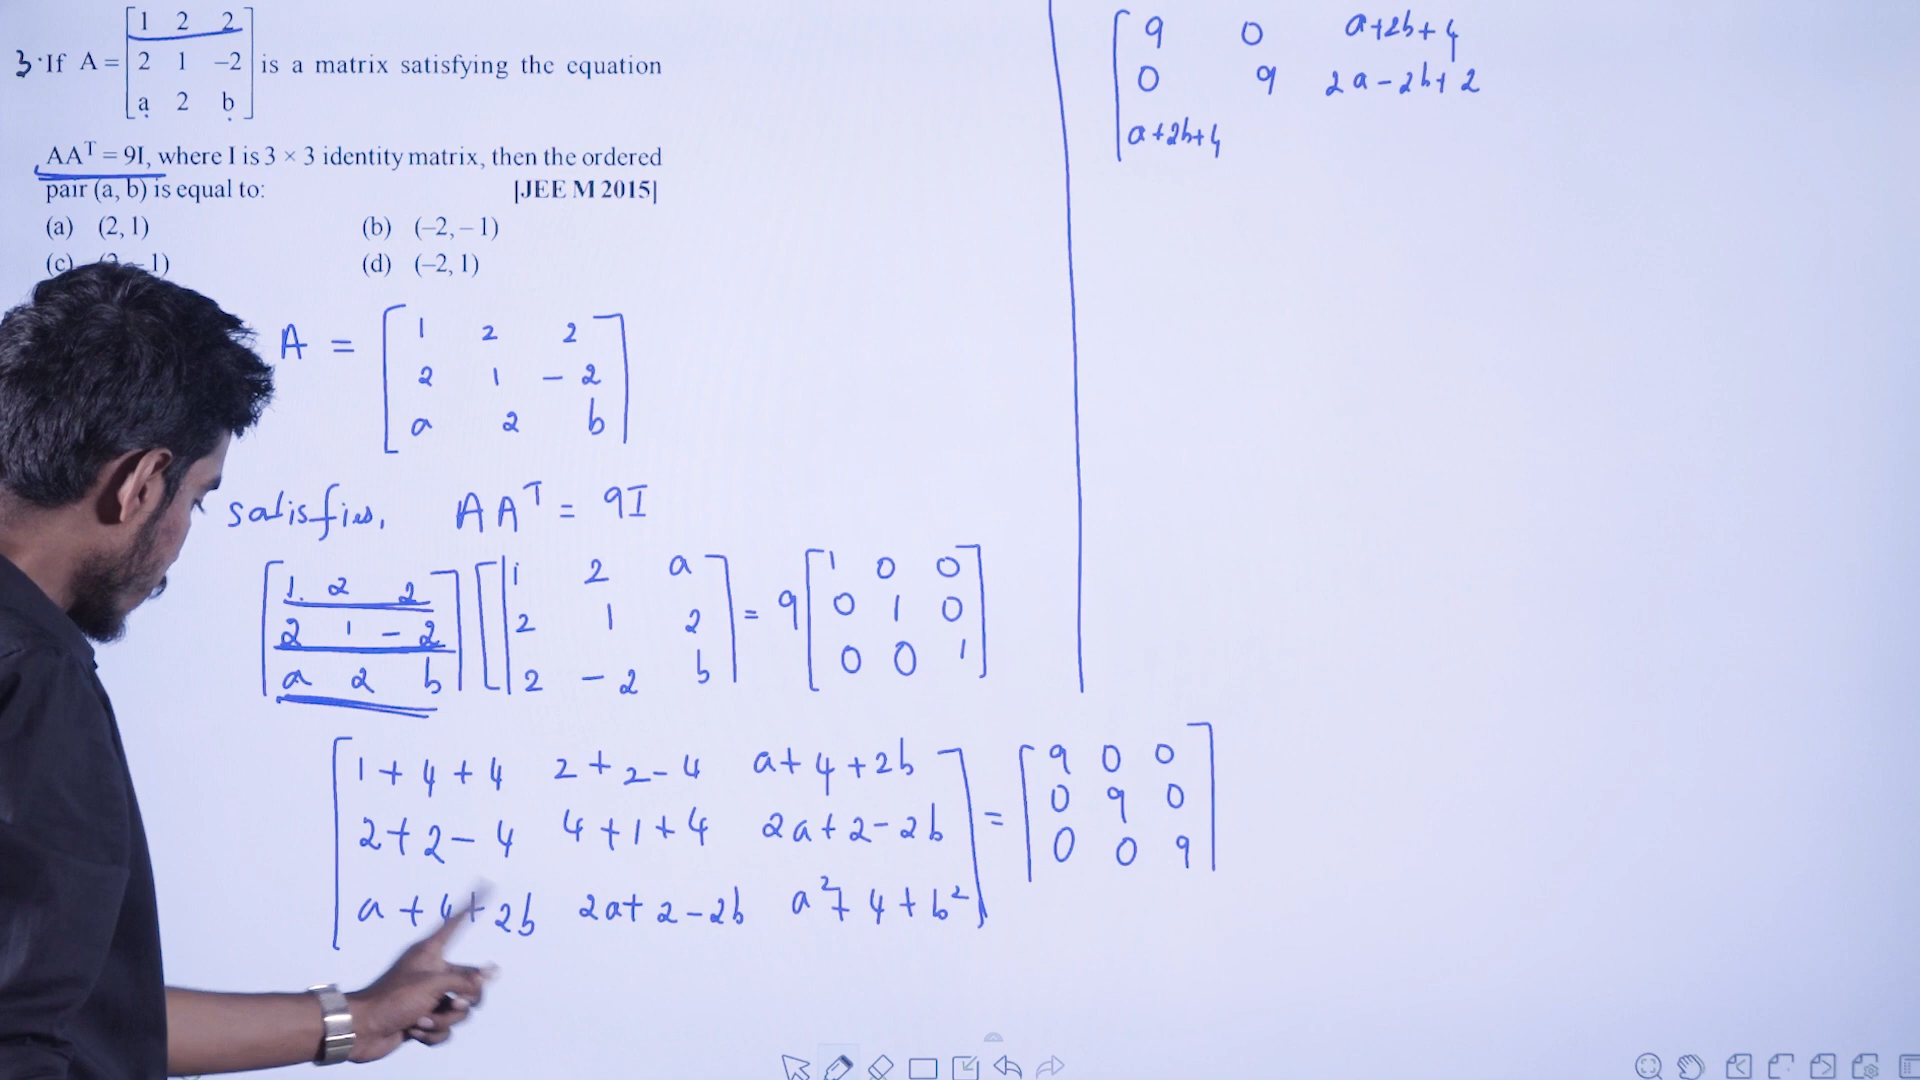 3. If A = [1 2 2
2 1 –2
a 2 b] is a matrix satisfying the equation
AAᵀ = 9I, where I is 3 × 3 identity matrix, then the ordered
pair (a, b) is equal to: [JEE M 2015]
(a) (2, 1) (b) (–2, – 1)
(c) – 1) (d) (–2, 1)
A = [1 2 2
2 1 –2
a 2 b]
satisfies, AAᵀ = 9I
[1. 2 2 [1 2 a = 9 [1 0 0
2 1 –2 2 1 2 0 1 0
a 2 b] 2 –2 b] 0 0 1]
[1+4+4 2+2–4 a+4+2b = [9 0 0
2+2–4 4+1+4 2a+2–2b 0 9 0
a+4+2b 2a+2–2b a²+4+b²] 0 0 9]
[9 0 a+2b+4
0 9 2a–2b+2
a+2b+4